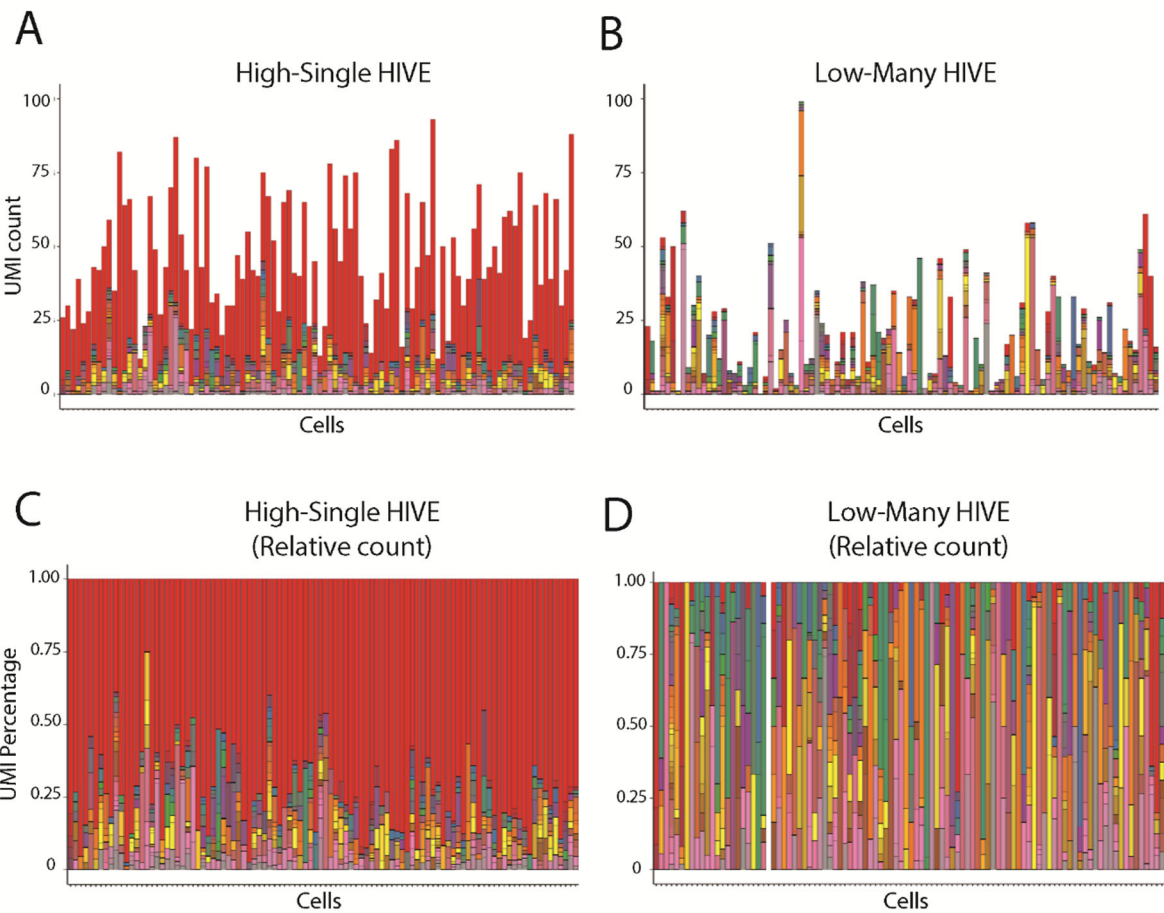 A
High-Single HIVE
UMI count
100
75
50
25
0
Cells
B
Low-Many HIVE
100
75
50
25
0
Cells
C
High-Single HIVE
(Relative count)
UMI Percentage
1.00
0.75
0.50
0.25
0
Cells
D
Low-Many HIVE
(Relative count)
1.00
0.75
0.50
0.25
0
Cells